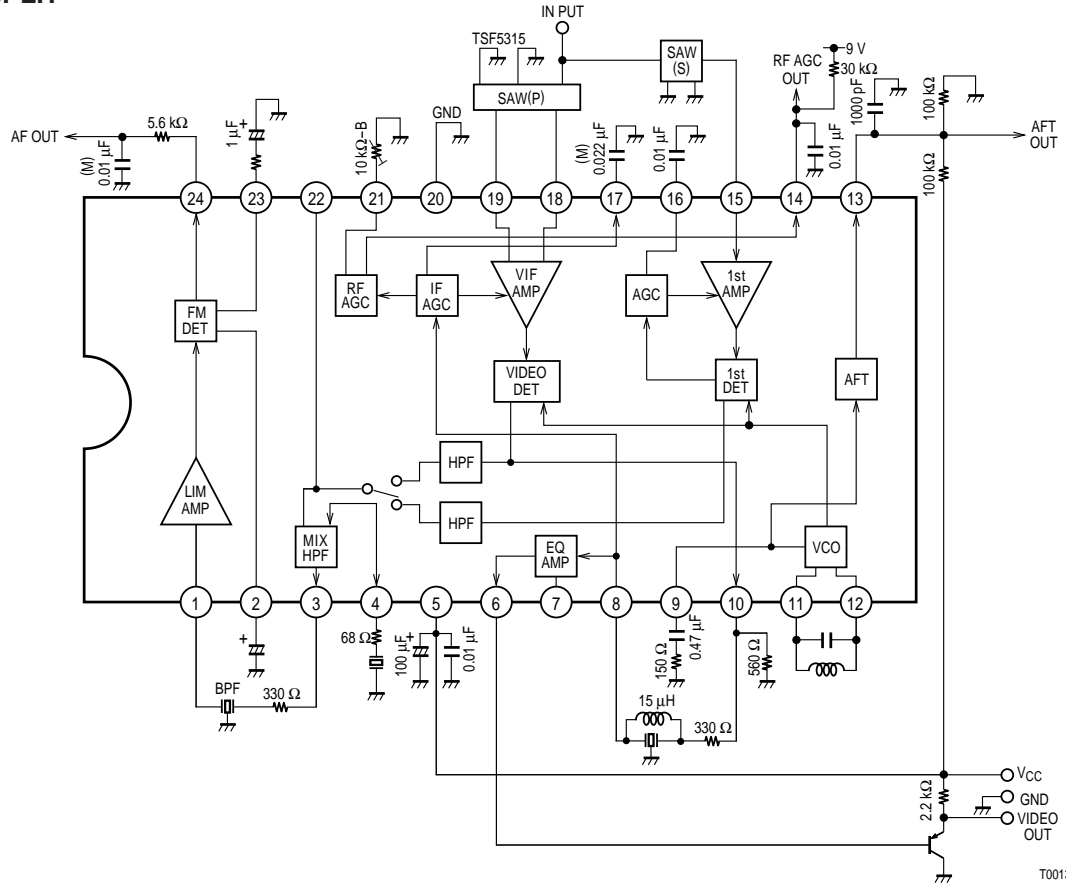 IN PUT
TSF5315
SAW
(S)
SAW(P)
RF AGC
OUT
9 V
30 kΩ
1000 pF
100 kΩ
GND
AF OUT
5.6 kΩ
(M)
0.01 µF
1 µF
+
10 kΩ–B
(M)
0.022 µF
0.01 µF
0.01 µF
100 kΩ
AFT
OUT
24
23
22
21
20
19
18
17
16
15
14
13
RF
AGC
IF
AGC
VIF
AMP
AGC
1st
AMP
FM
DET
VIDEO
DET
1st
DET
AFT
LIM
AMP
HPF
HPF
MIX
HPF
EQ
AMP
VCO
1
2
3
4
5
6
7
8
9
10
11
12
+
68 Ω
100 µF
+
0.01 µF
150 Ω
0.47 µF
560 Ω
BPF
330 Ω
15 µH
330 Ω
VCC
GND
2.2 kΩ
VIDEO
OUT